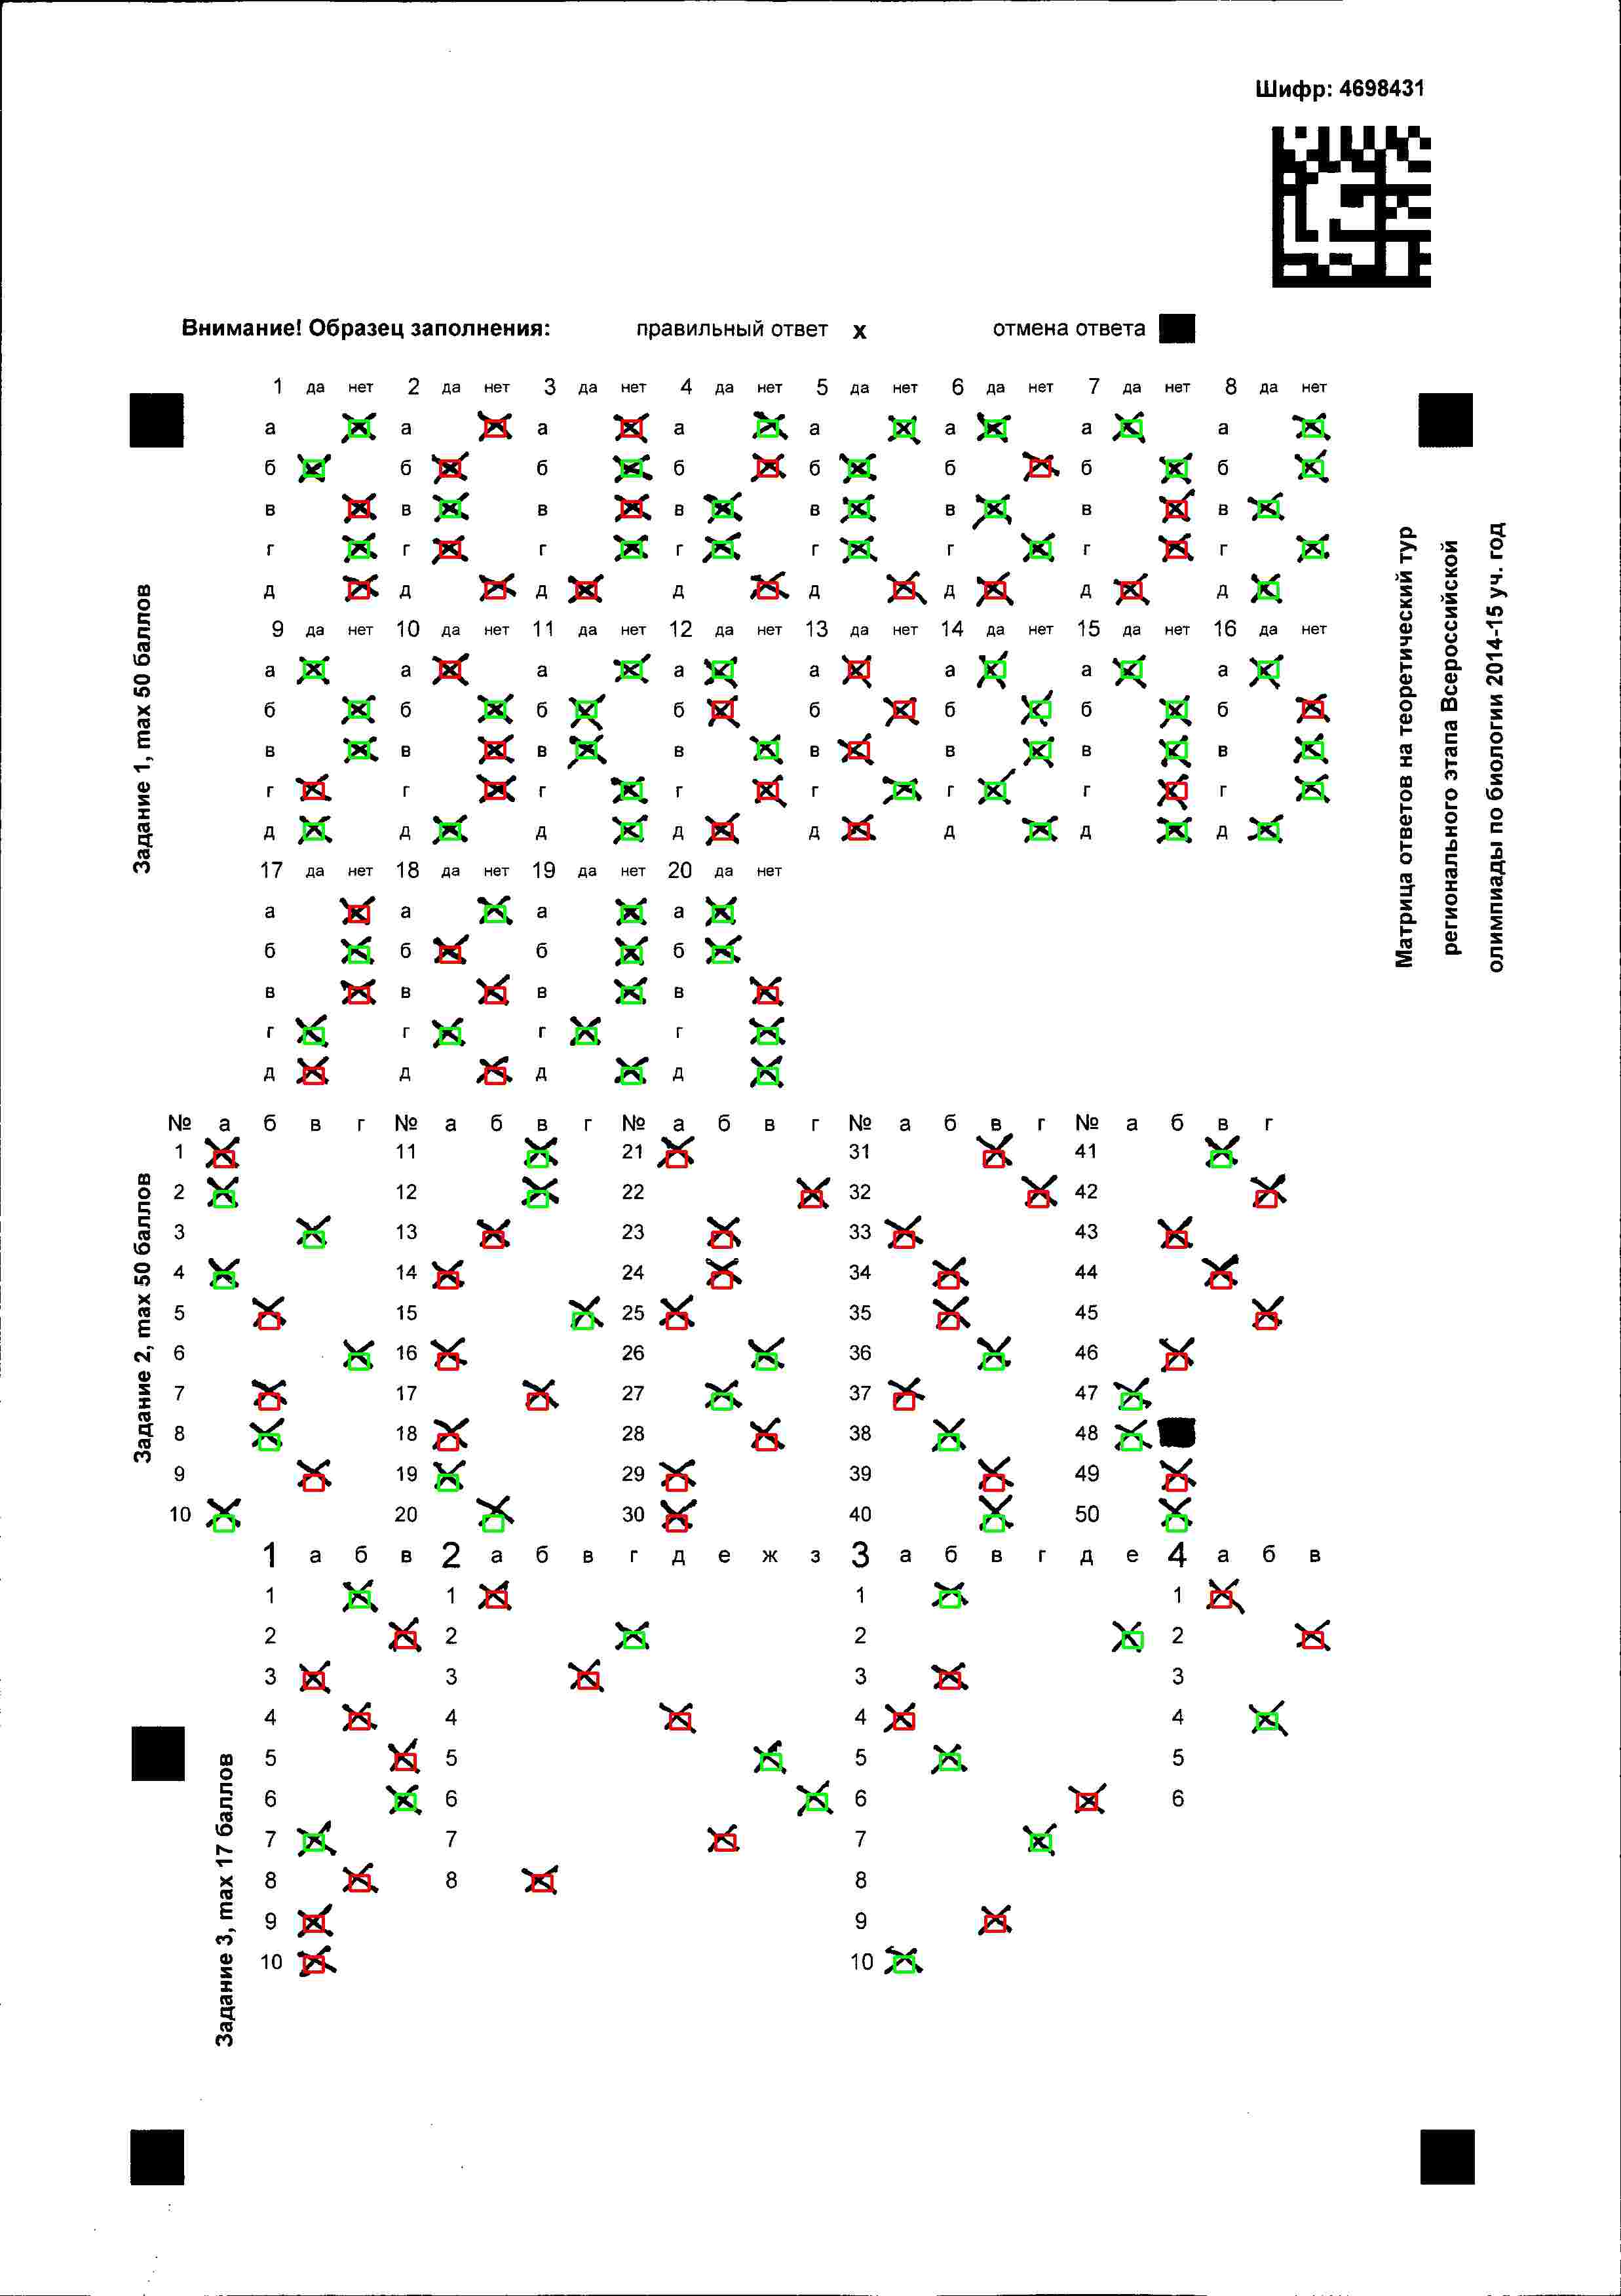 Шифр: 4698431
Внимание! Образец заполнения: правильный ответ x отмена ответа
Задание 1, max 50 баллов
1 да нет 2 да нет 3 да нет 4 да нет 5 да нет 6 да нет 7 да нет 8 да нет
а а а а а а а а
б б б б б б б б
в в в в в в в в
г г г г г г г г
д д д д д д д д
9 да нет 10 да нет 11 да нет 12 да нет 13 да нет 14 да нет 15 да нет 16 да нет
а а а а а а а а
б б б б б б б б
в в в в в в в в
г г г г г г г г
д д д д д д д д
17 да нет 18 да нет 19 да нет 20 да нет
а а а а
б б б б
в в в в
г г г г
д д д д
Матрица ответов на теоретический тур
регионального этапа Всероссийской
олимпиады по биологии 2014-15 уч. год
Задание 2, max 50 баллов
№ а б в г № а б в г № а б в г № а б в г № а б в г
1 11 21 31 41
2 12 22 32 42
3 13 23 33 43
4 14 24 34 44
5 15 25 35 45
6 16 26 36 46
7 17 27 37 47
8 18 28 38 48
9 19 29 39 49
10 20 30 40 50
Задание 3, max 17 баллов
1 а б в 2 а б в г д е ж з 3 а б в г д е 4 а б в
1 1 1 1
2 2 2 2
3 3 3 3
4 4 4 4
5 5 5 5
6 6 6 6
7 7 7
8 8 8
9 9
10 10